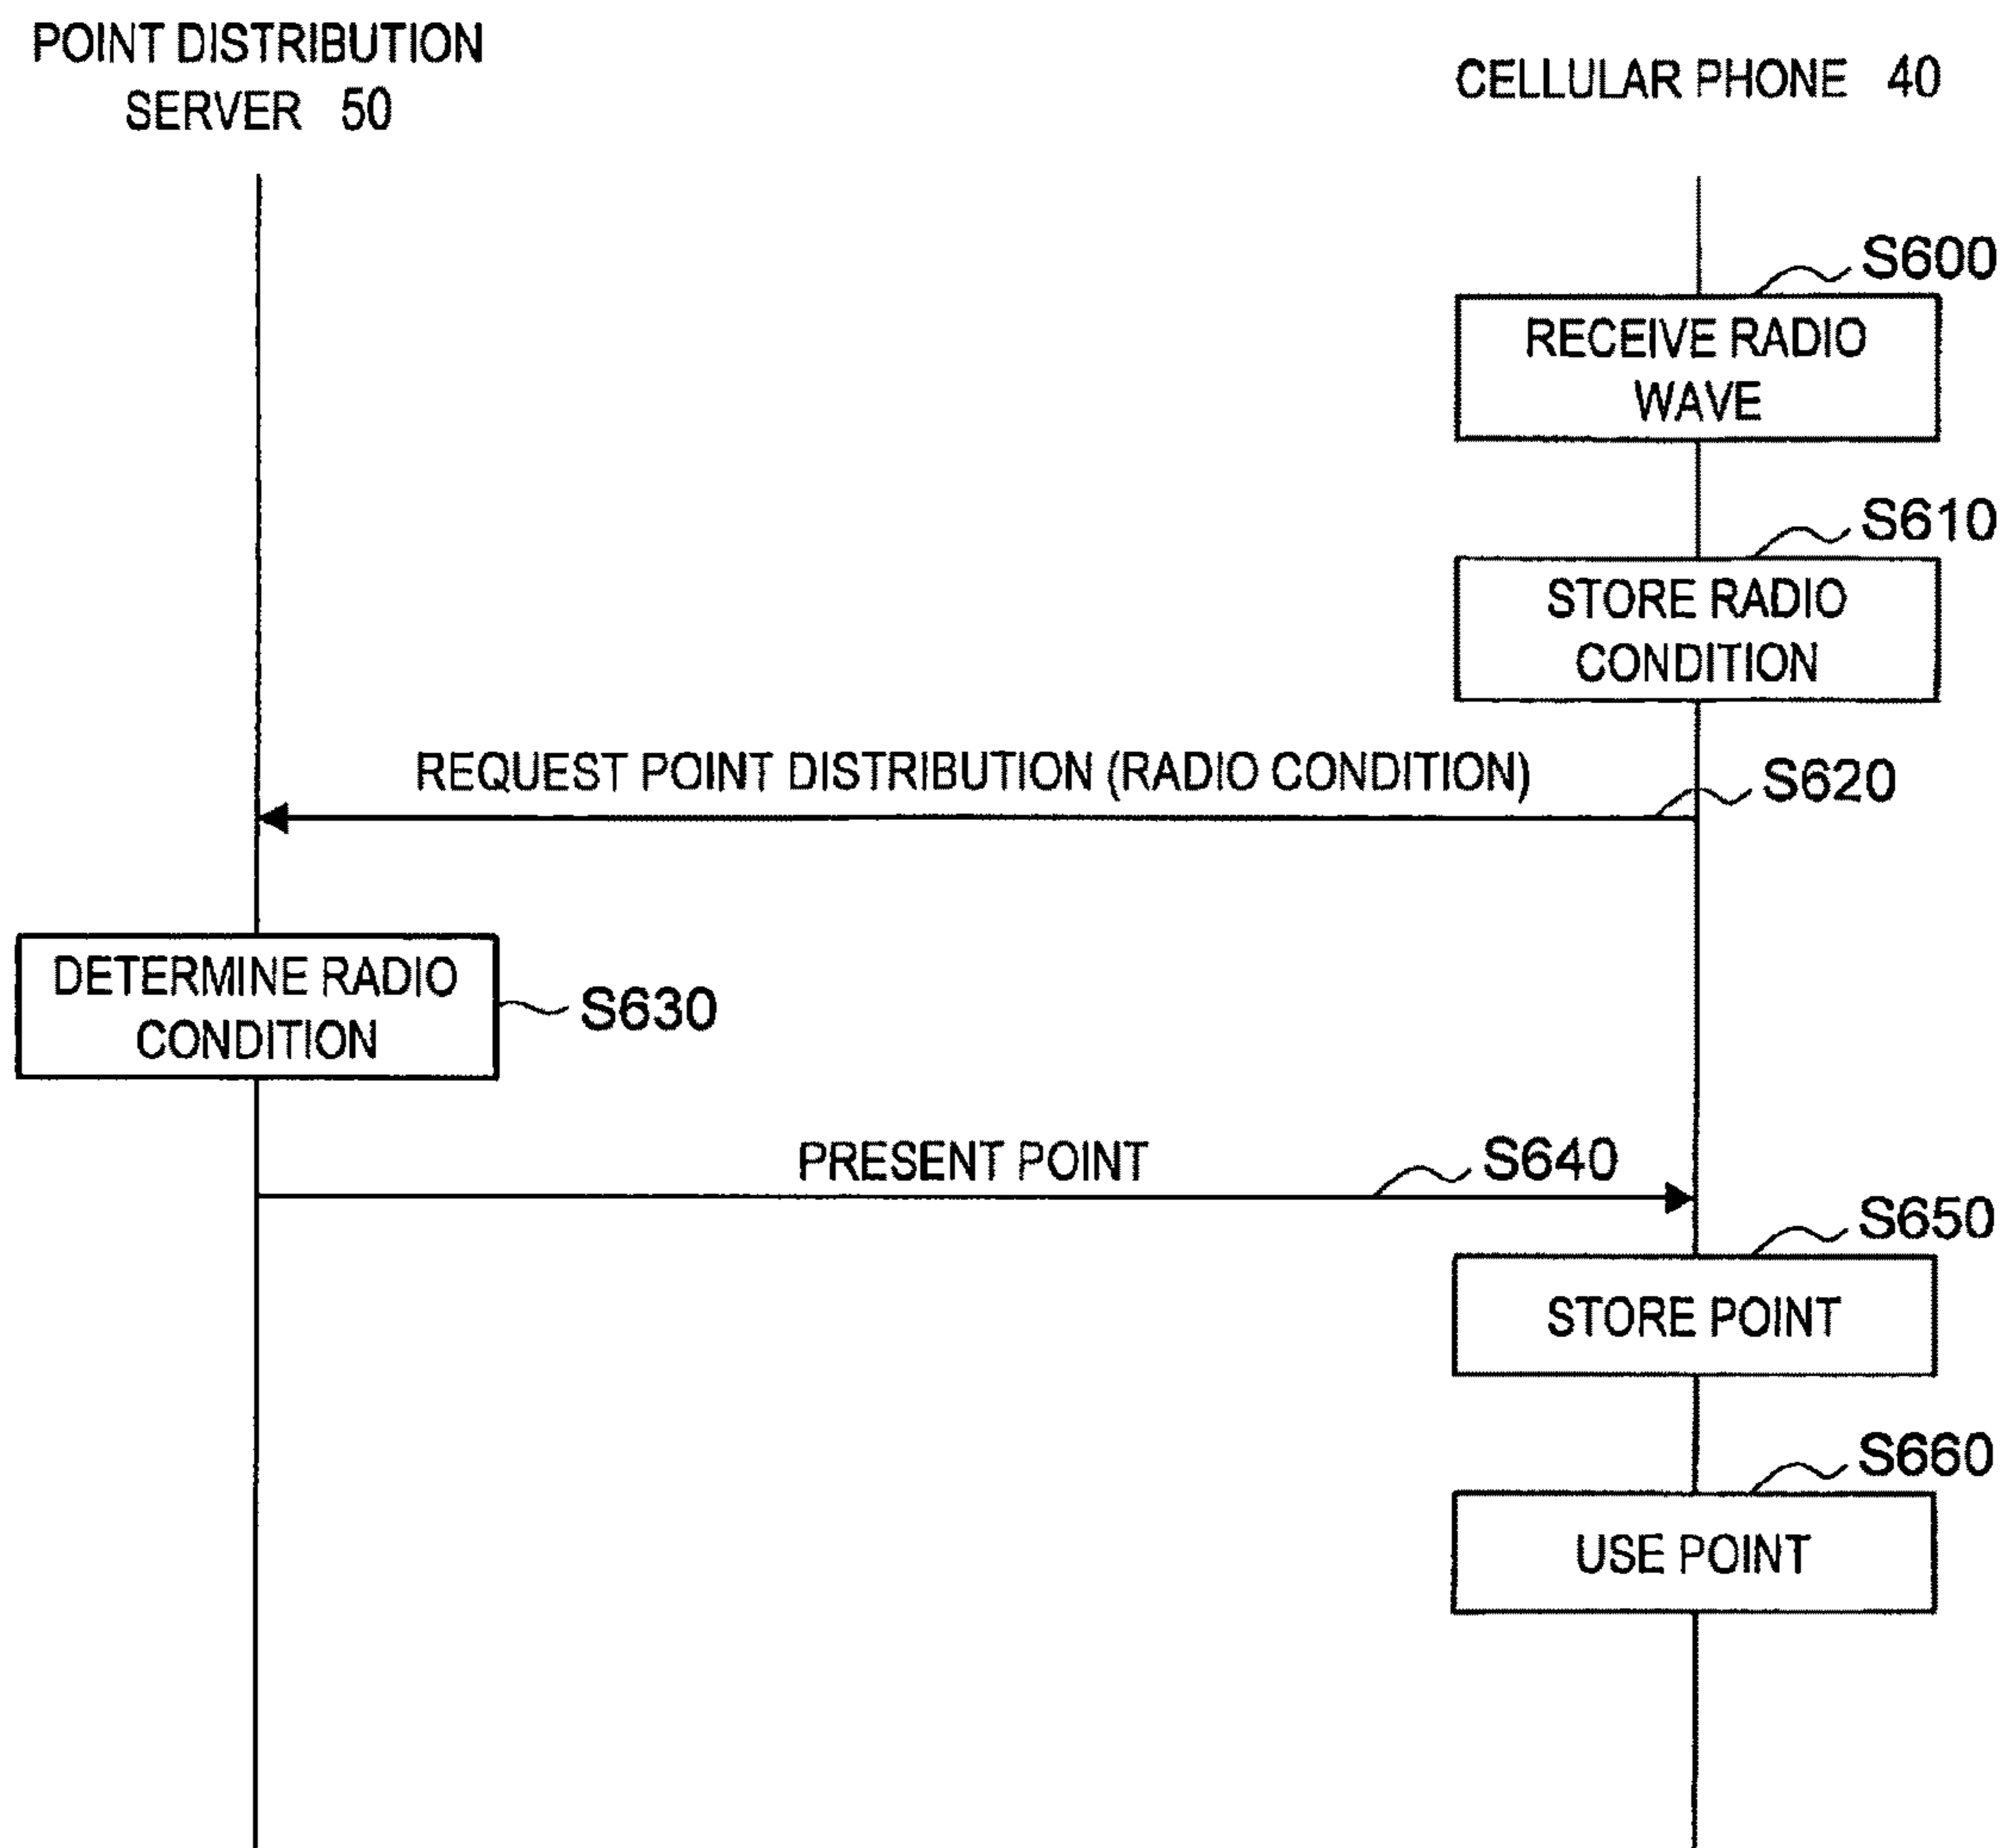 POINT DISTRIBUTION
SERVER 50
CELLULAR PHONE 40
S600
RECEIVE RADIO
WAVE
S610
STORE RADIO
CONDITION
REQUEST POINT DISTRIBUTION (RADIO CONDITION)
S620
DETERMINE RADIO
CONDITION
S630
PRESENT POINT
S640
S650
STORE POINT
S660
USE POINT